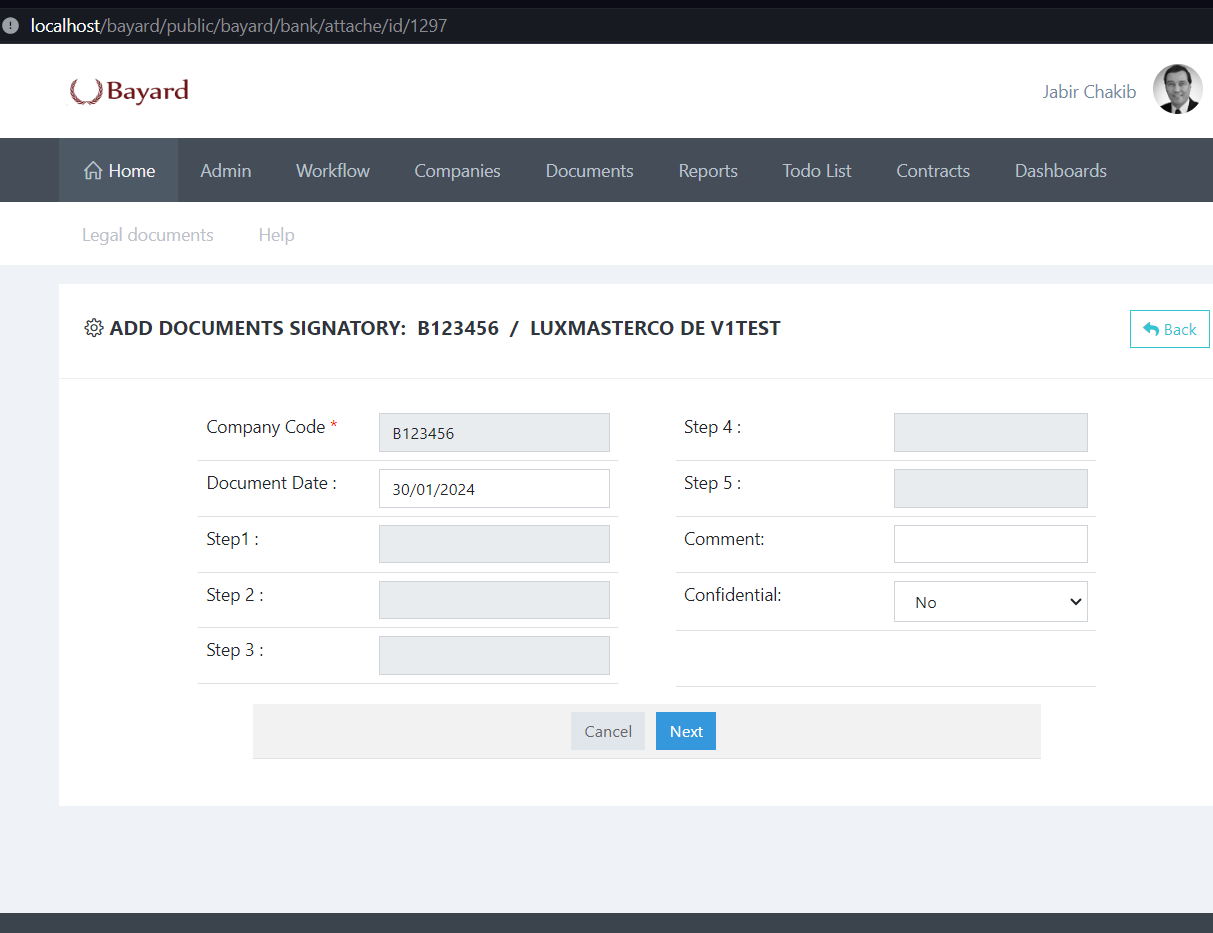 localhost/bayard/public/bayard/bank/attache/id/1297
Bayard
Jabir Chakib
Home Admin Workflow Companies Documents Reports Todo List Contracts Dashboards
Legal documents Help
ADD DOCUMENTS SIGNATORY: B123456 / LUXMASTERCO DE V1TEST
Back
Company Code * B123456
Document Date : 30/01/2024
Step1 :
Step 2 :
Step 3 :
Step 4 :
Step 5 :
Comment:
Confidential: No
Cancel Next